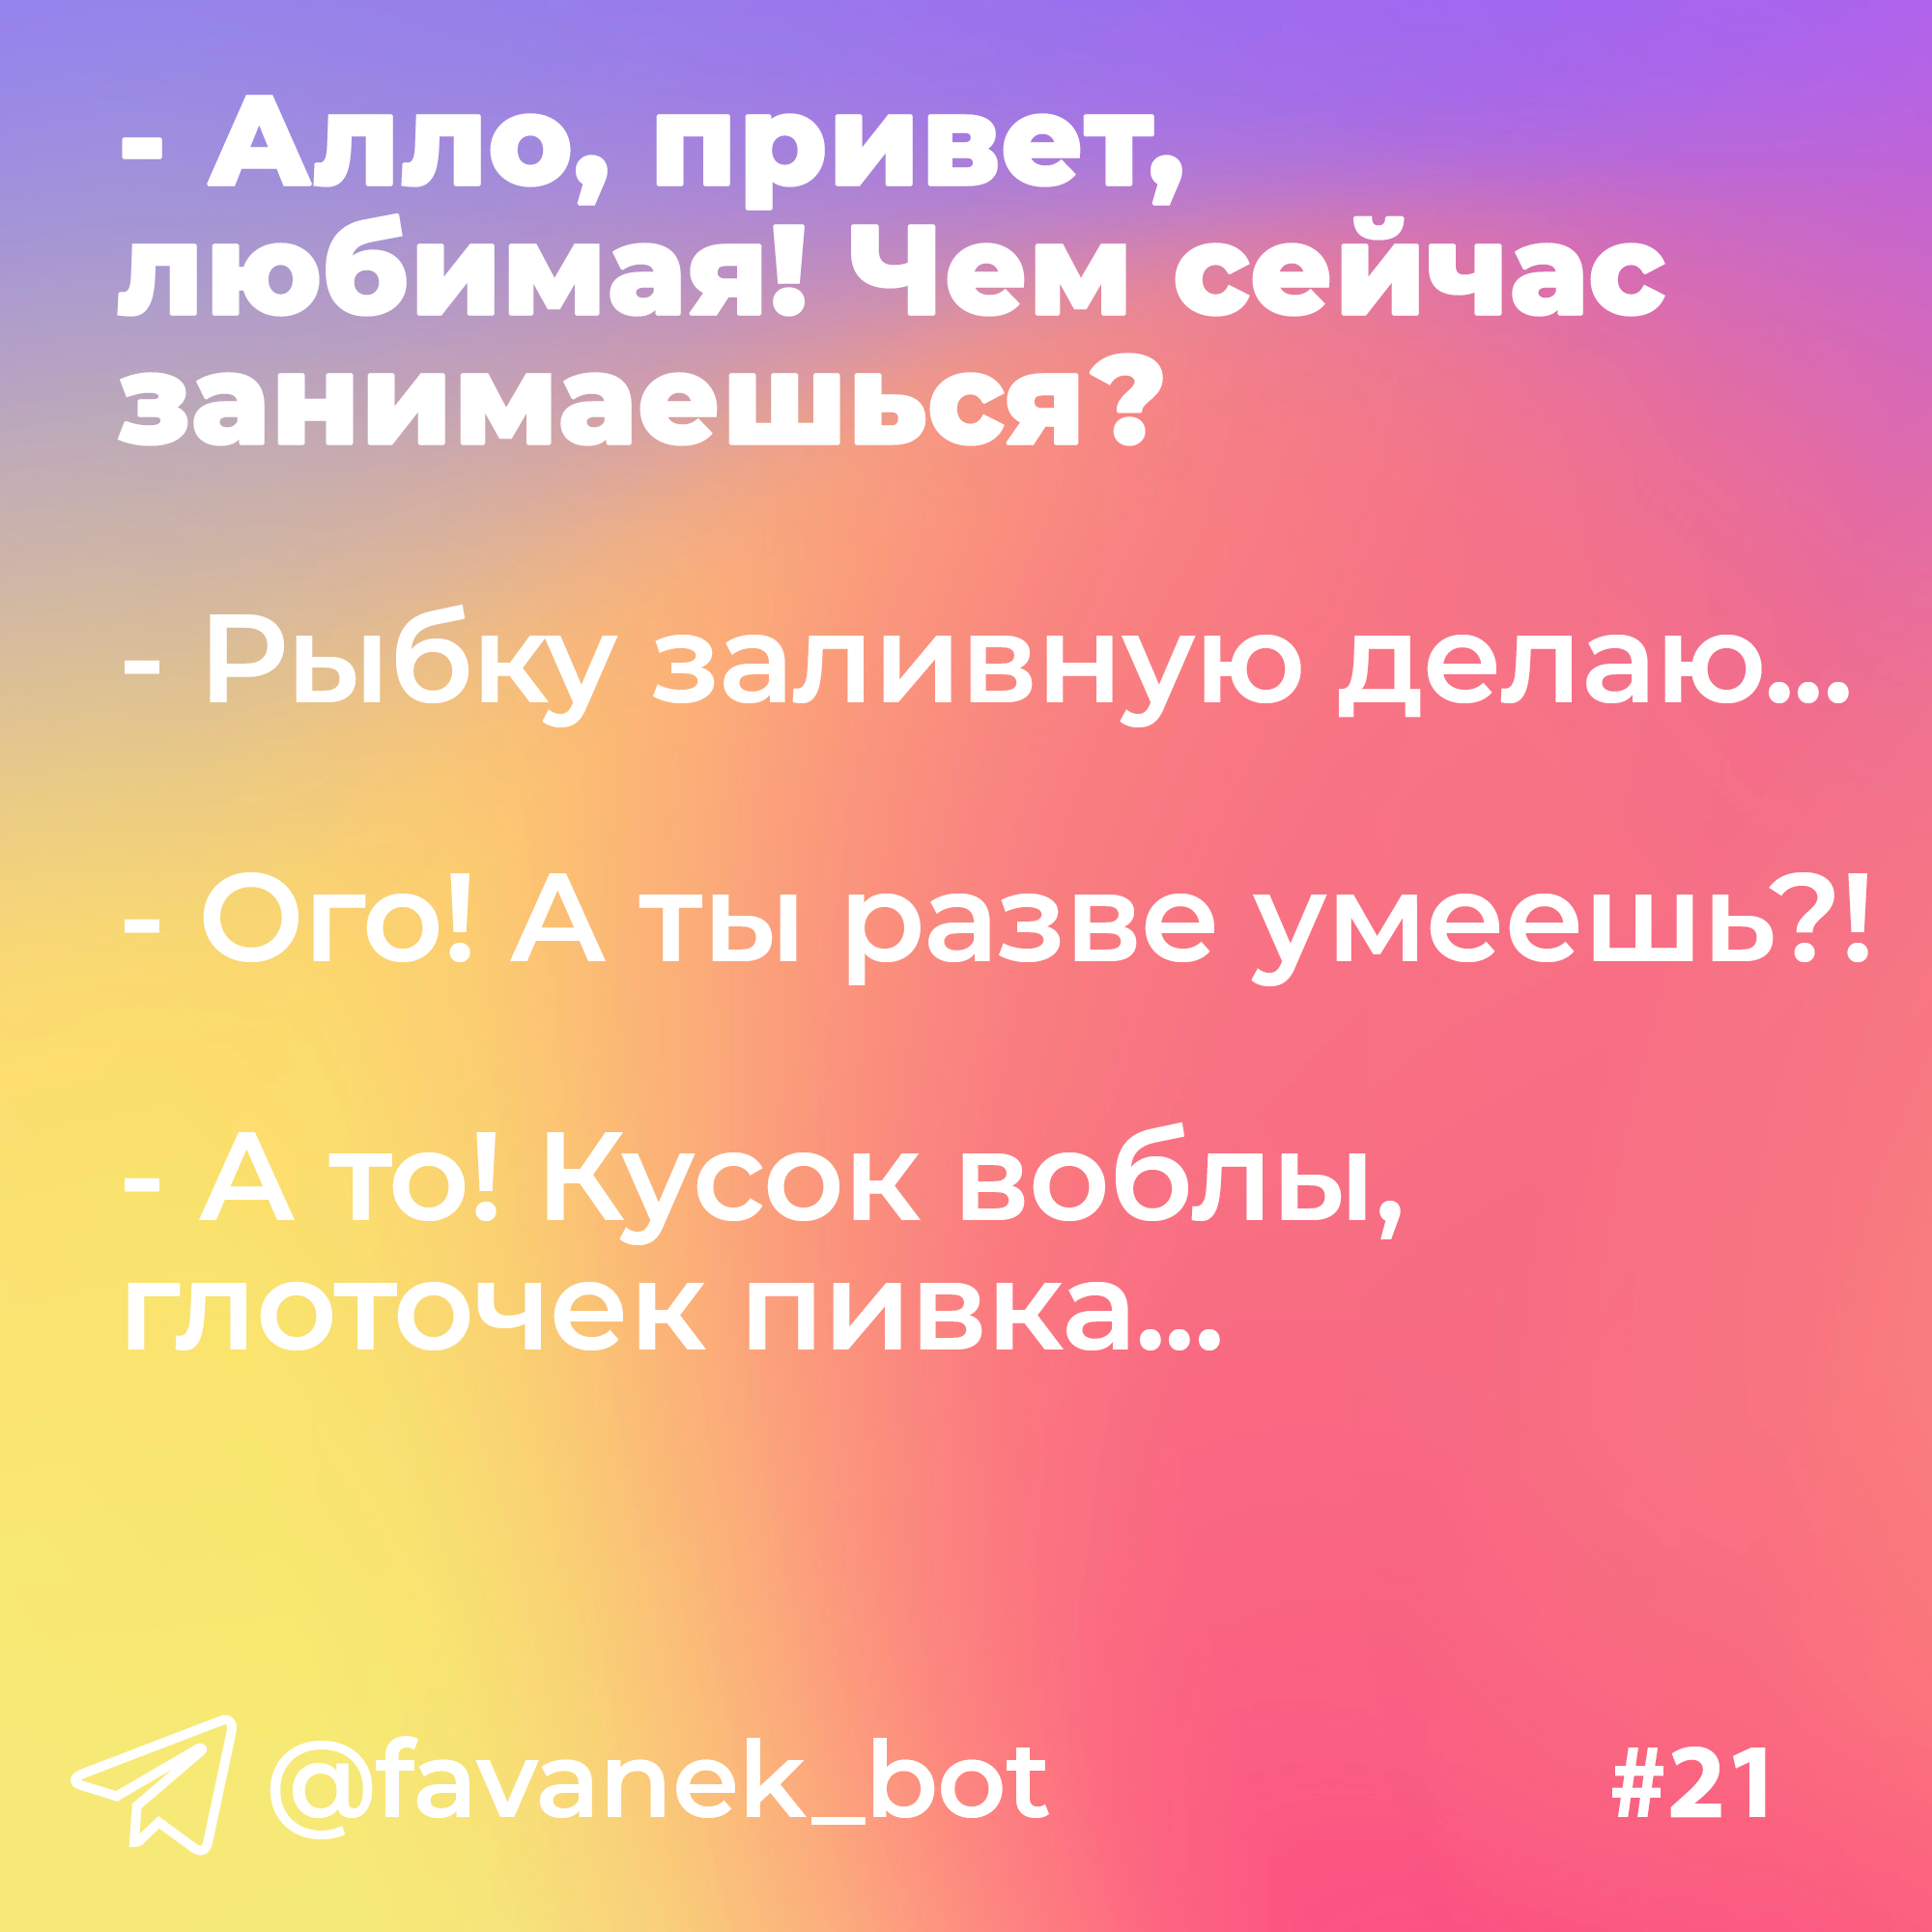 - Алло, привет,
любимая! Чем сейчас
занимаешься?
- Рыбку заливную делаю...
- Ого! А ты разве умеешь?!
- А то! Кусок воблы,
глоточек пивка...
@favanek_bot
#21